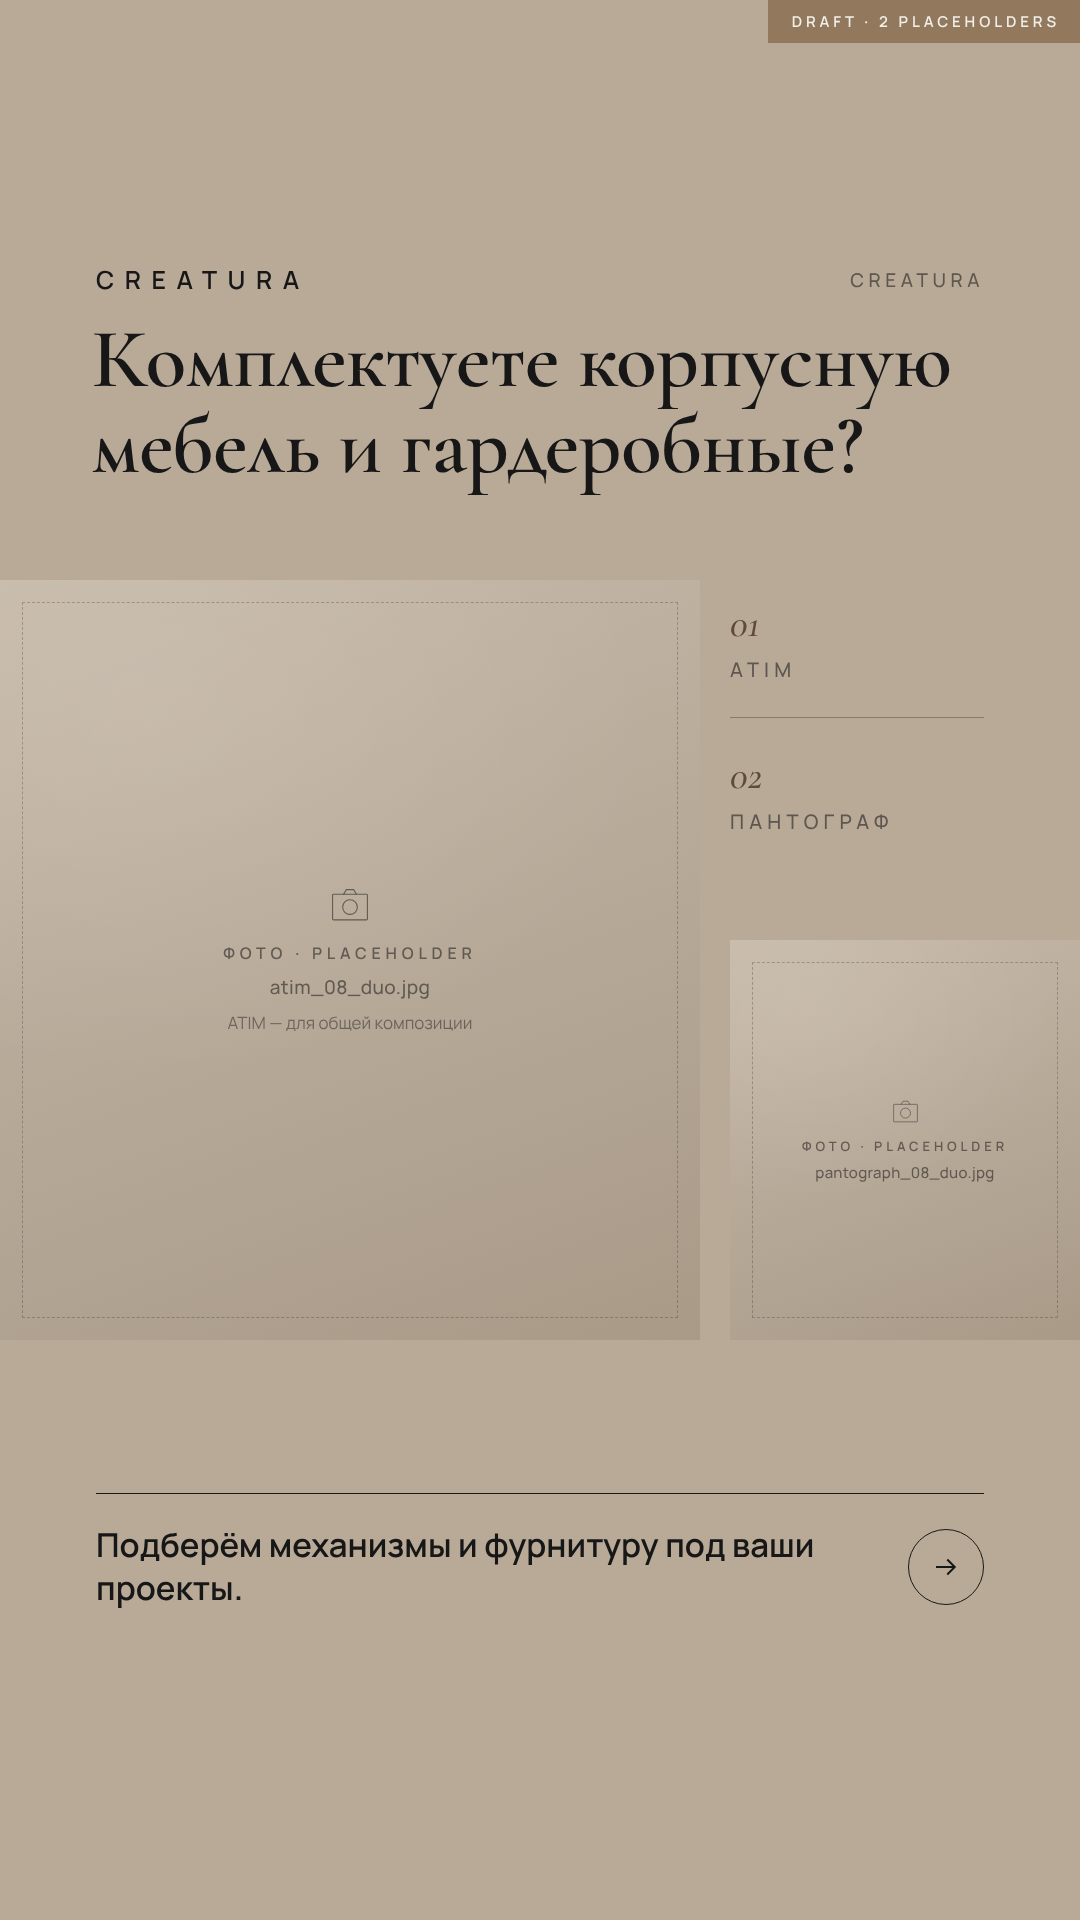 DRAFT · 2 PLACEHOLDERS
CREATURA
CREATURA
Комплектуете корпусную
мебель и гардеробные?
01
ATIM
02
ПАНТОГРАФ
ФОТО · PLACEHOLDER
atim_08_duo.jpg
ATIM — для общей композиции
ФОТО · PLACEHOLDER
pantograph_08_duo.jpg
Подберём механизмы и фурнитуру под ваши
проекты.